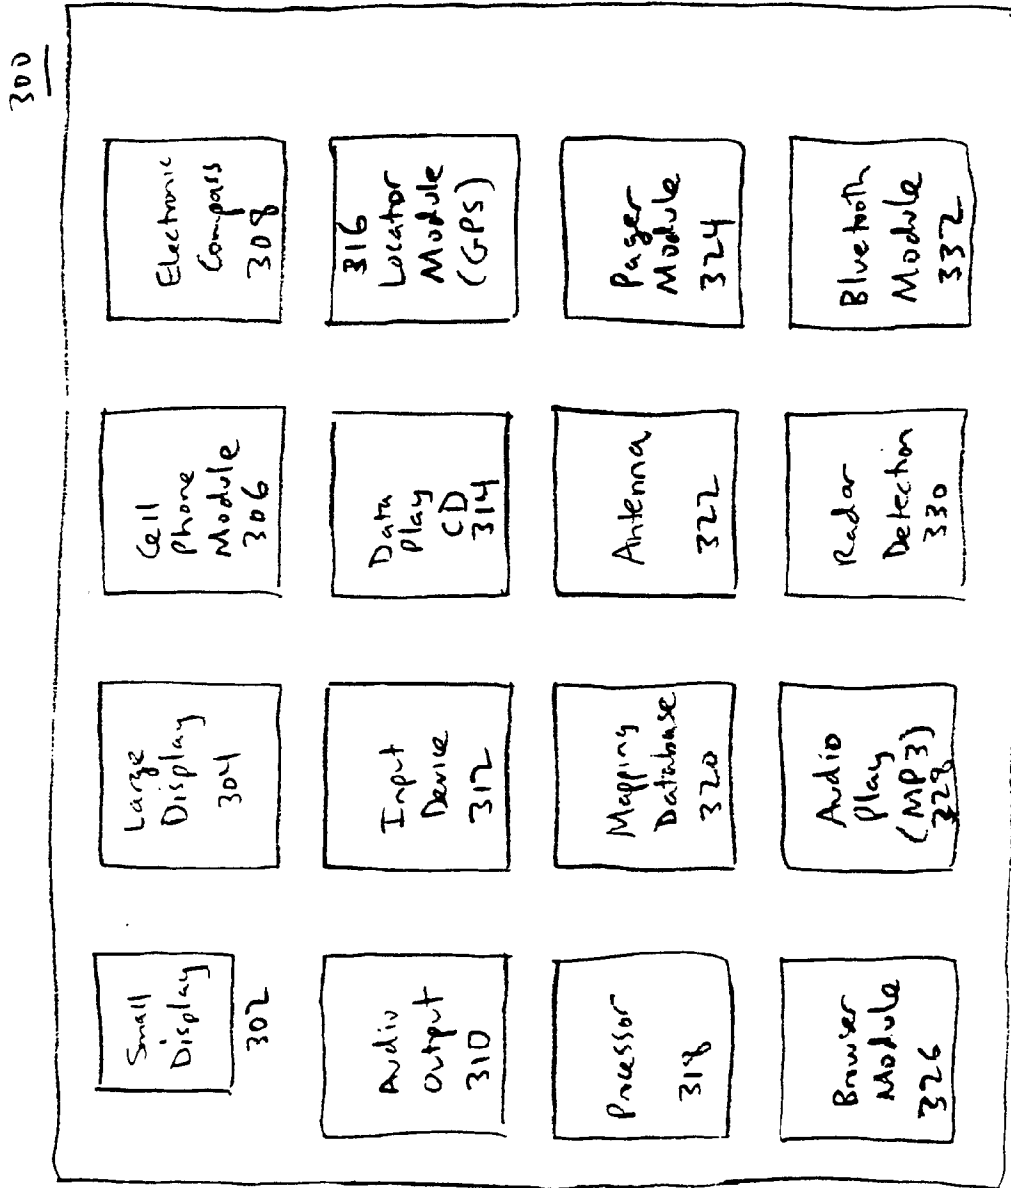 300
Small
Display
302
Large
Display
304
Cell
Phone
Module
306
Electronic
Compass
308
Audio
Output
310
Input
Device
312
Data
Play
CD
314
316
Locator
Module
(GPS)
Processor
318
Mapping
Database
320
Antenna
322
Pager
Module
324
Browser
Module
326
Audio
Play
(MP3)
328
Radar
Detection
330
Bluetooth
Module
332